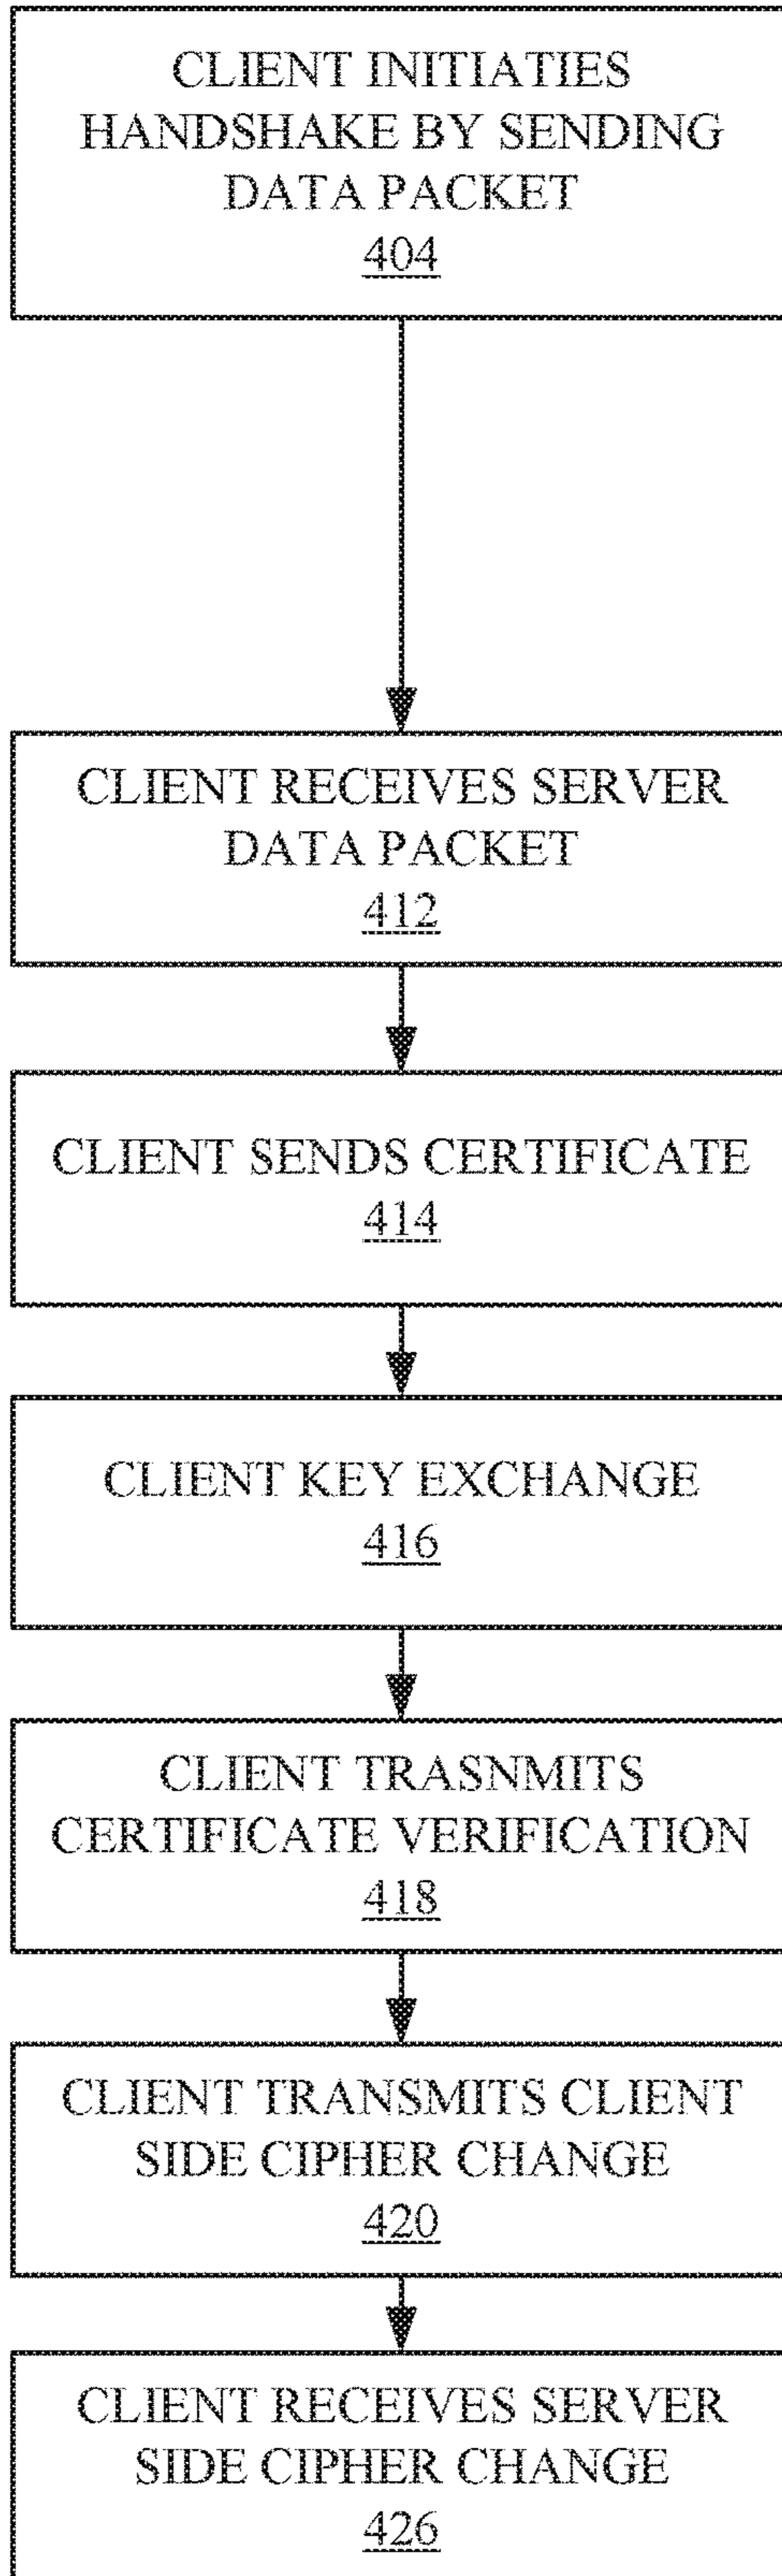 CLIENT INITIATIES
HANDSHAKE BY SENDING
DATA PACKET
404
CLIENT RECEIVES SERVER
DATA PACKET
412
CLIENT SENDS CERTIFICATE
414
CLIENT KEY EXCHANGE
416
CLIENT TRASNMITS
CERTIFICATE VERIFICATION
418
CLIENT TRANSMITS CLIENT
SIDE CIPHER CHANGE
420
CLIENT RECEIVES SERVER
SIDE CIPHER CHANGE
426